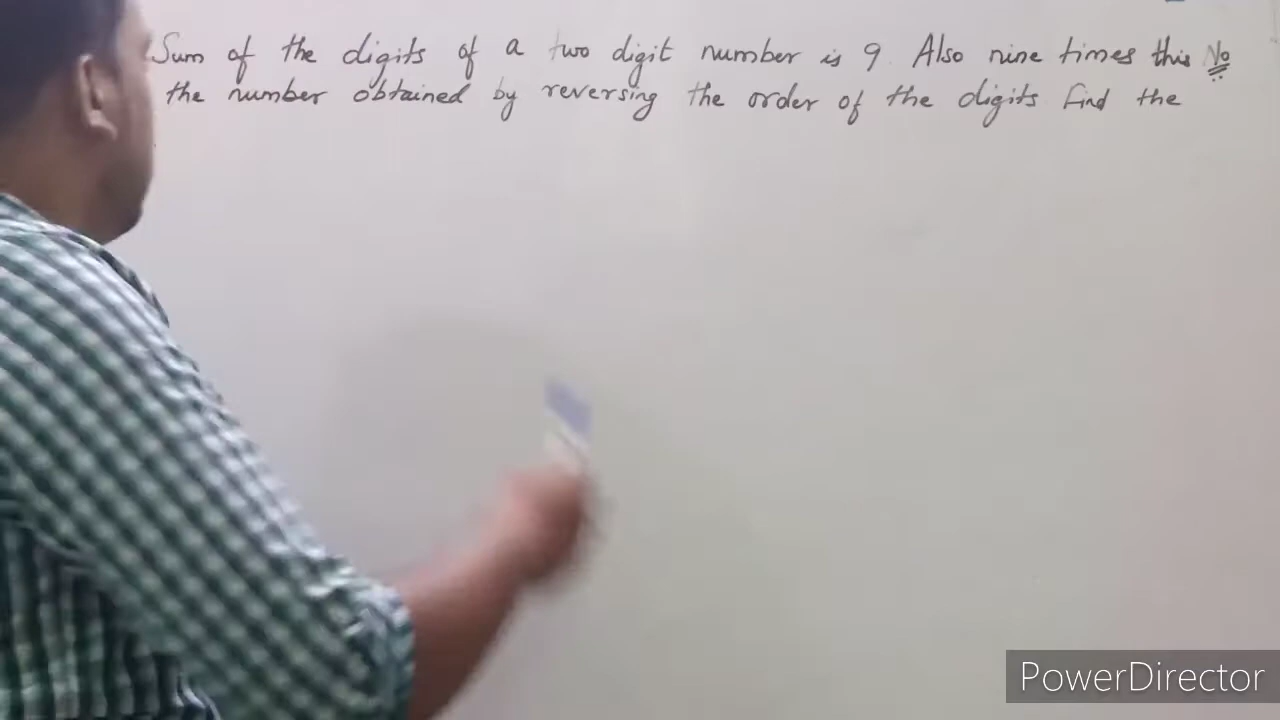 Sum of the digits of a two digit number is 9. Also nine times this No
the number obtained by reversing the order of the digits find the
PowerDirector